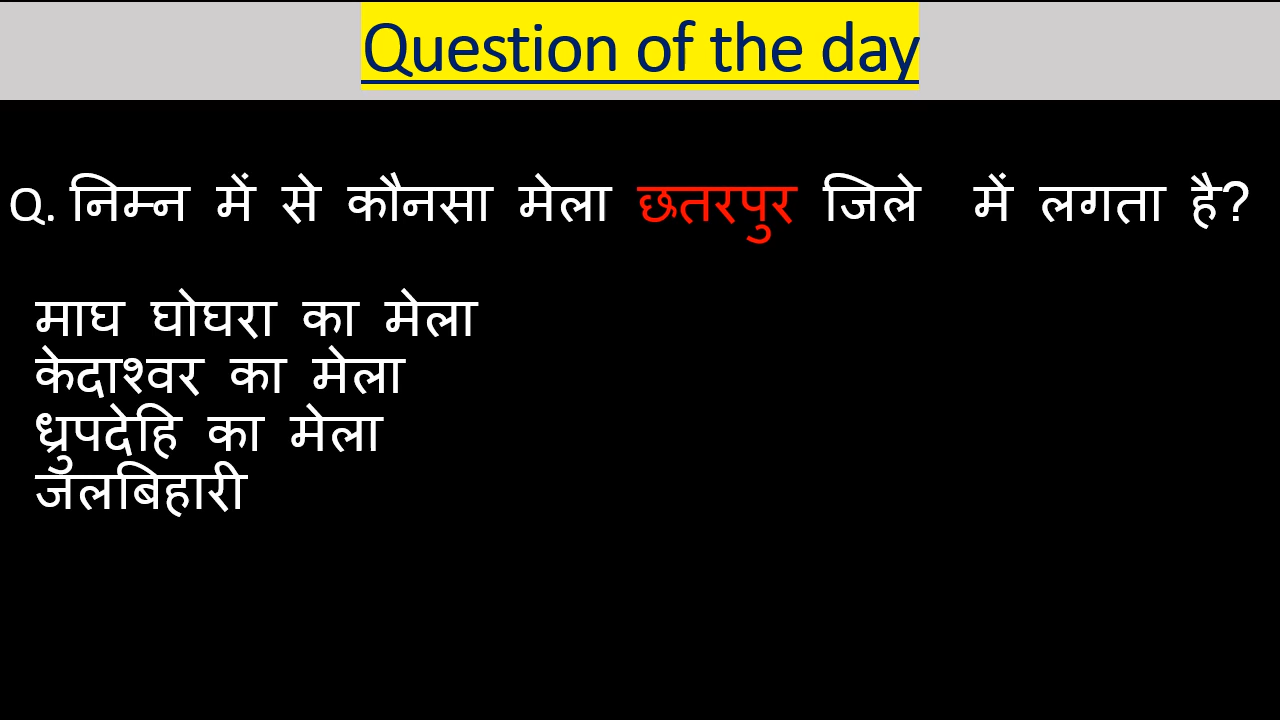 Question of the day
Q. निम्न में से कौनसा मेला छतरपुर जिले में लगता है?
माघ घोघरा का मेला
केदाश्वर का मेला
ध्रुपदेहि का मेला
जलबिहारी